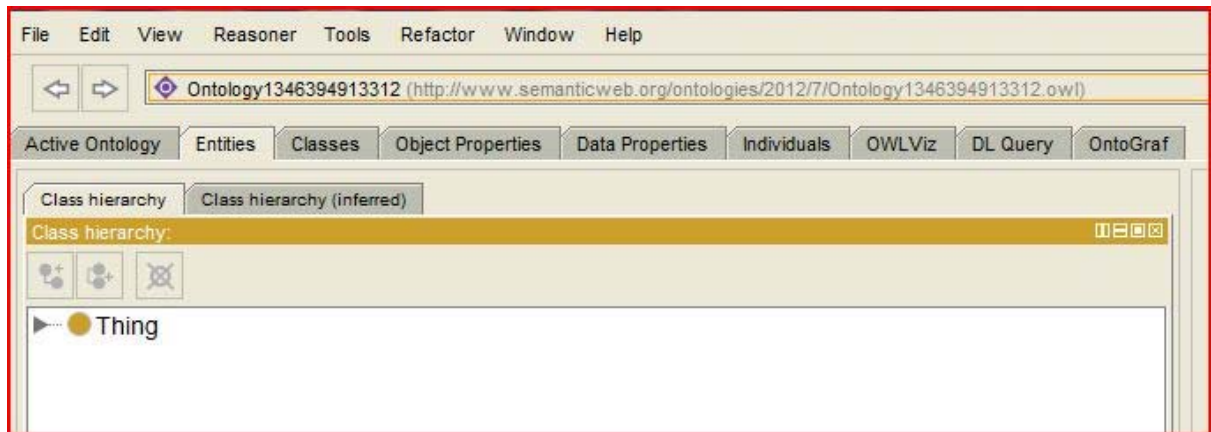 File Edit View Reasoner Tools Refactor Window Help
Ontology1346394913312 (http://www.semanticweb.org/ontologies/2012/7/Ontology1346394913312.owl)
Active Ontology Entities Classes Object Properties Data Properties Individuals OWLViz DL Query OntoGraf
Class hierarchy Class hierarchy (inferred)
Class hierarchy:
Thing